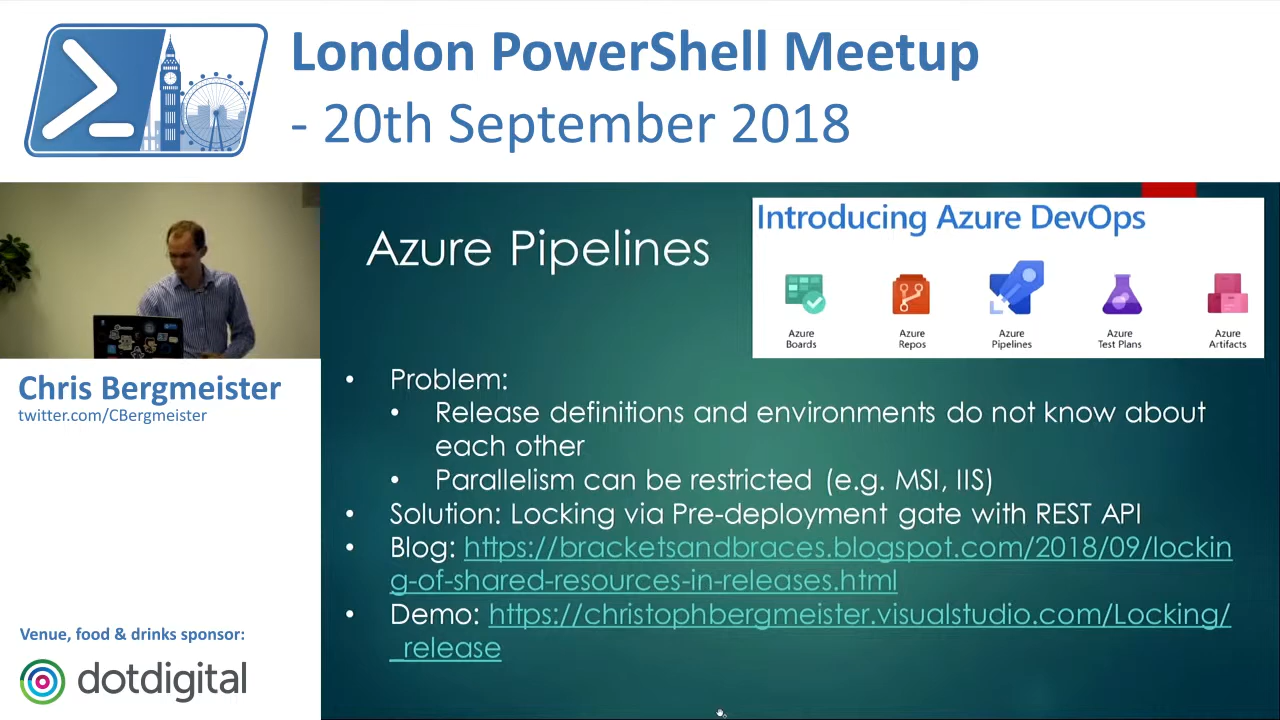 London PowerShell Meetup
- 20th September 2018
Azure Pipelines
Introducing Azure DevOps
Azure
Boards
Azure
Repos
Azure
Pipelines
Azure
Test Plans
Azure
Artifacts
Chris Bergmeister
twitter.com/CBergmeister
• Problem:
• Release definitions and environments do not know about
each other
• Parallelism can be restricted (e.g. MSI, IIS)
• Solution: Locking via Pre-deployment gate with REST API
• Blog: https://bracketsandbraces.blogspot.com/2018/09/lockin
g-of-shared-resources-in-releases.html
• Demo: https://christophbergmeister.visualstudio.com/Locking/
_release
Venue, food & drinks sponsor:
dotdigital